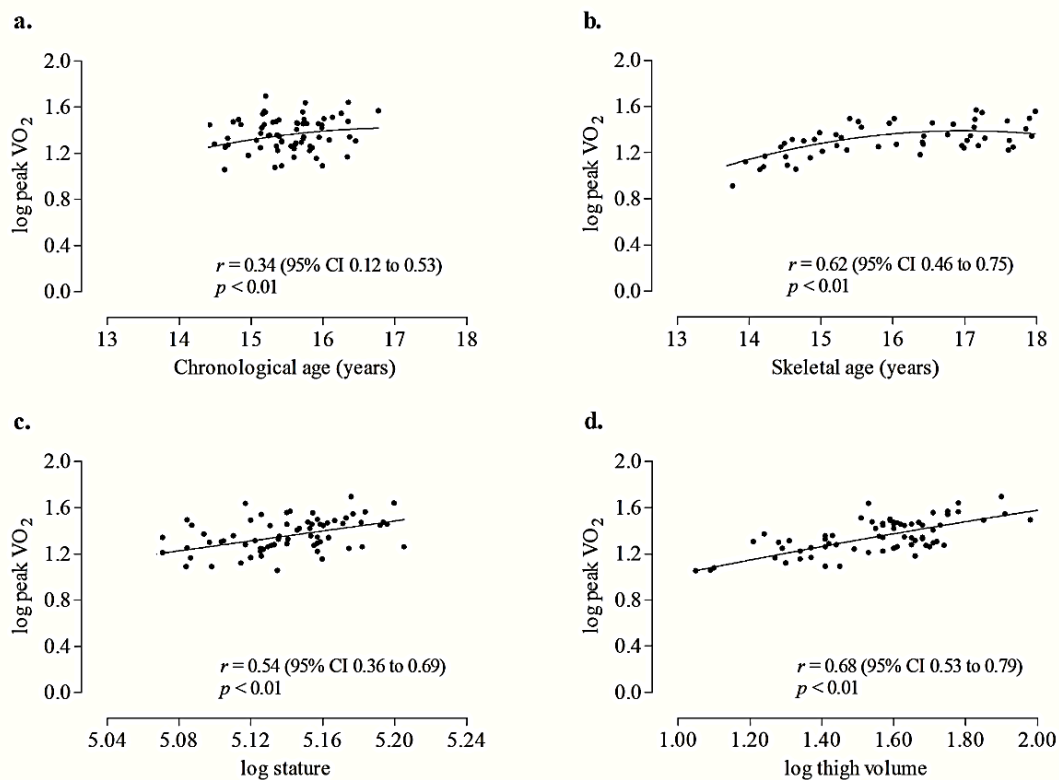 a.
2.0
1.6
1.2
0.8
0.4
0.0
log peak VO₂
r = 0.34 (95% CI 0.12 to 0.53)
p < 0.01
13 14 15 16 17 18
Chronological age (years)
b.
2.0
1.6
1.2
0.8
0.4
0.0
log peak VO₂
r = 0.62 (95% CI 0.46 to 0.75)
p < 0.01
13 14 15 16 17 18
Skeletal age (years)
c.
2.0
1.6
1.2
0.8
0.4
0.0
log peak VO₂
r = 0.54 (95% CI 0.36 to 0.69)
p < 0.01
5.04 5.08 5.12 5.16 5.20 5.24
log stature
d.
2.0
1.6
1.2
0.8
0.4
0.0
log peak VO₂
r = 0.68 (95% CI 0.53 to 0.79)
p < 0.01
1.00 1.20 1.40 1.60 1.80 2.00
log thigh volume